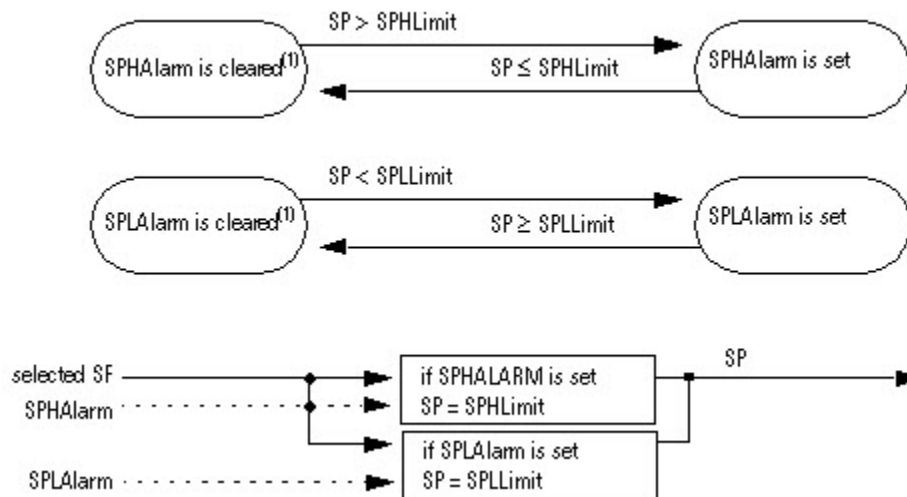 SP > SPHLimit
SPHAlarm is cleared(1)
SP ≤ SPHLimit
SPHAlarm is set
SP < SPLLimit
SPLAlarm is cleared(1)
SP ≥ SPLLimit
SPLAlarm is set
selected SF
SPHAlarm
SPLAlarm
if SPHALARM is set
SP = SPHLimit
if SPLAlarm is set
SP = SPLLimit
SP